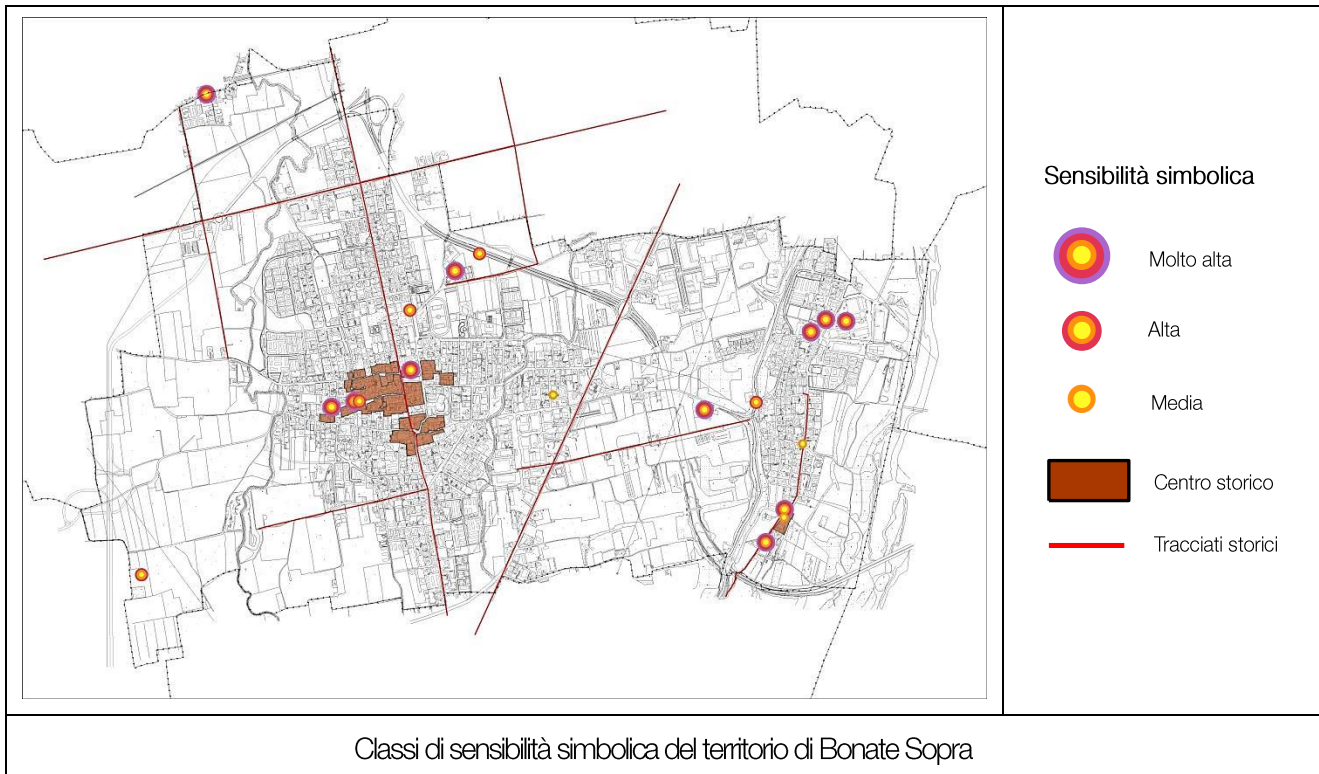 Sensibilità simbolica
Molto alta
Alta
Media
Centro storico
Tracciati storici
Classi di sensibilità simbolica del territorio di Bonate Sopra